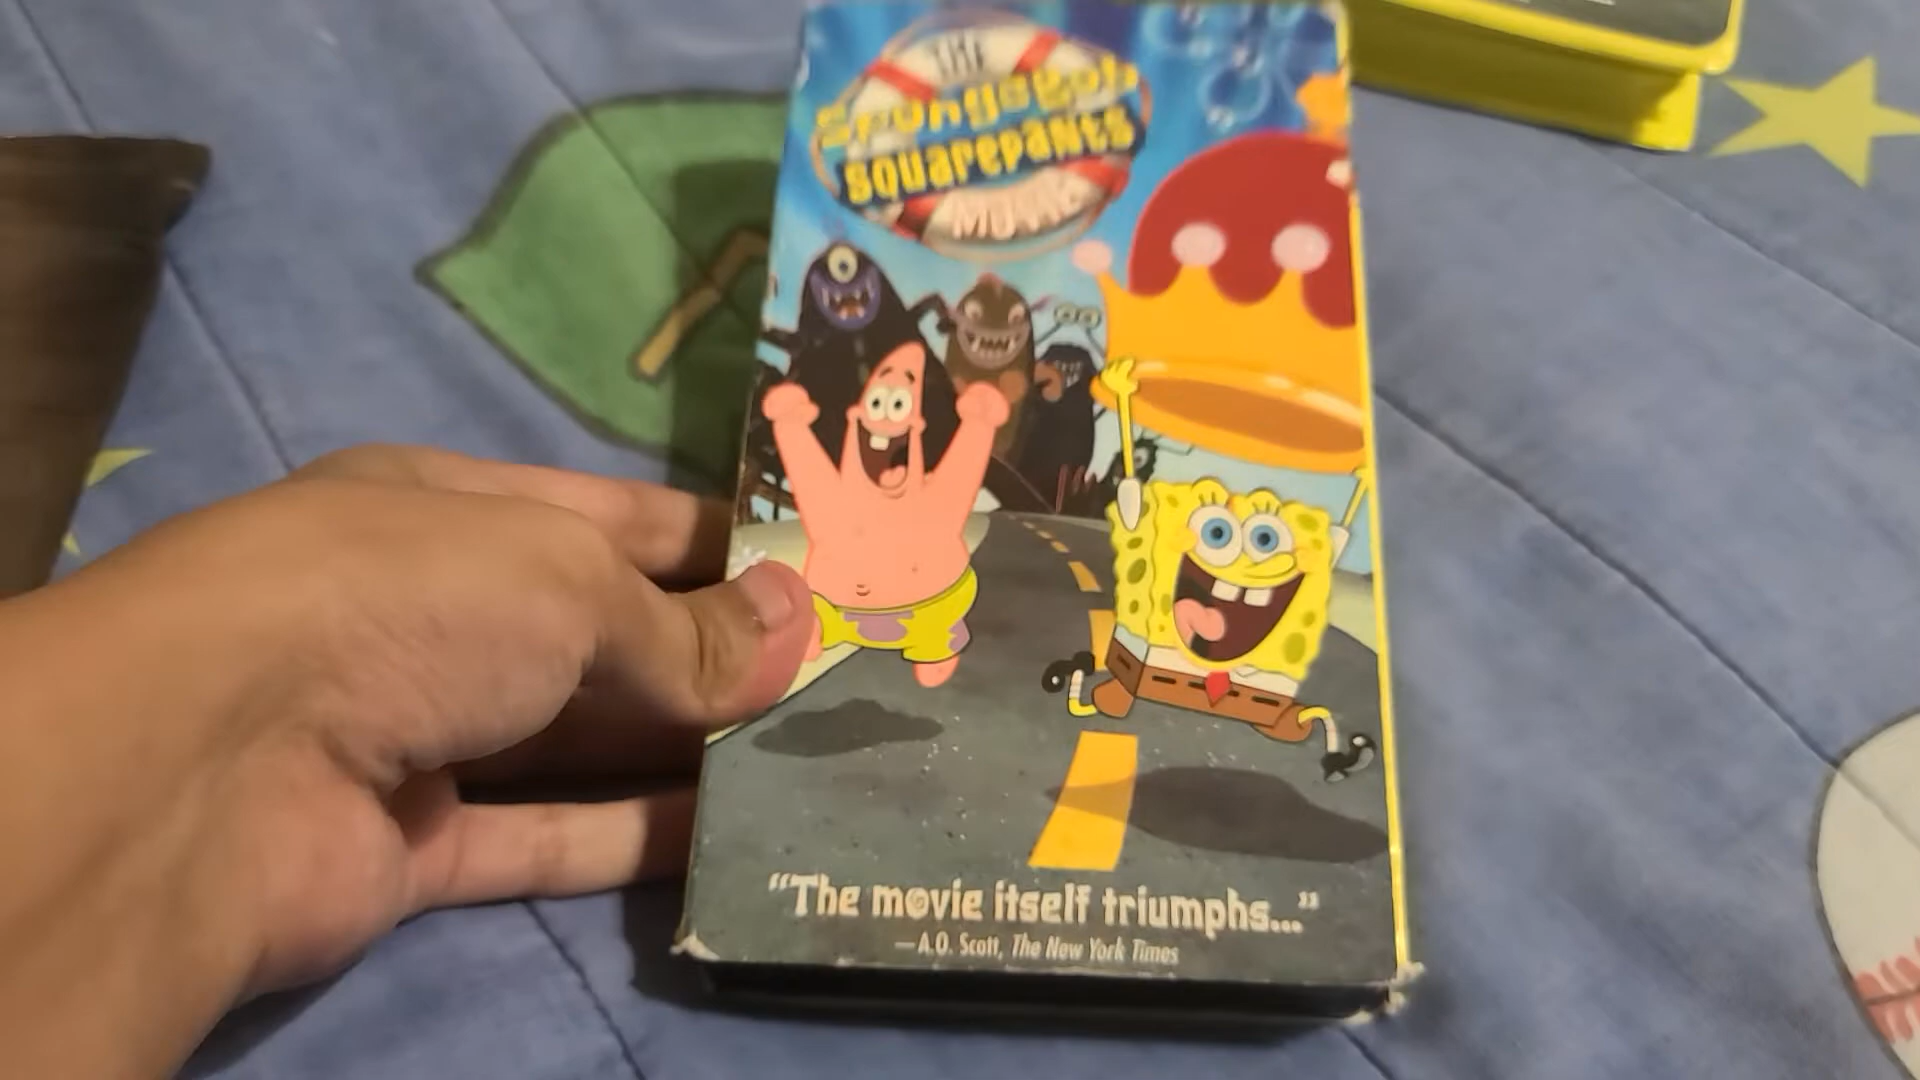 THE
SpongeBob
SQUAREPANTS
MOVIE
“The movie itself triumphs...”
—A.O. Scott, The New York Times